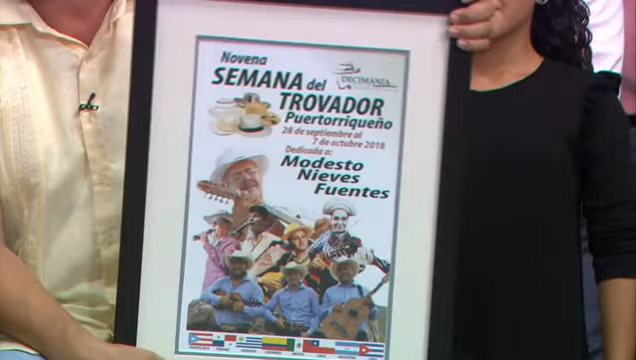 Novena
SEMANA del
TROVADOR
Puertorriqueño
DECIMANIA
28 de septiembre al
7 de octubre 2018
Dedicada a:
Modesto
Nieves
Fuentes